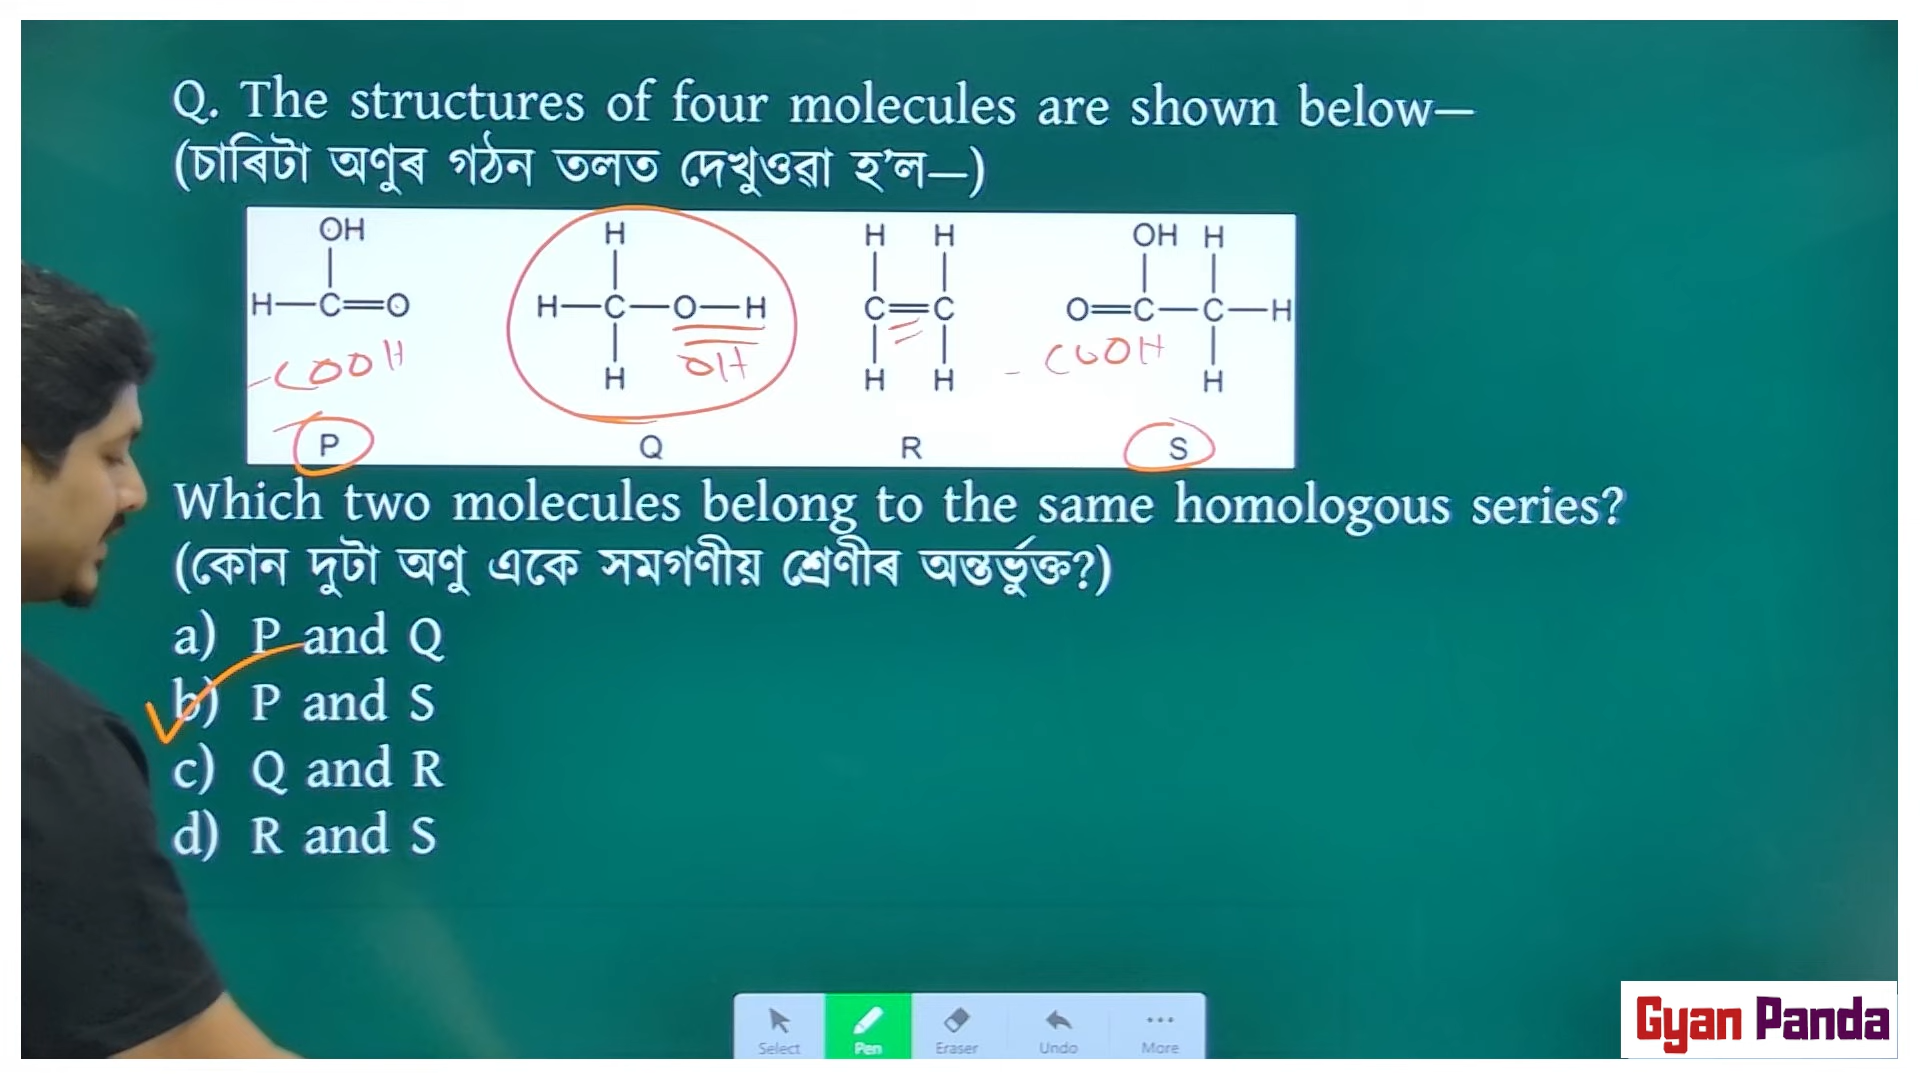 Q. The structures of four molecules are shown below—
(চাৰিটা অণুৰ গঠন তলত দেখুওৱা হ'ল—)
OH
H—C=O
-COOH
P
H
H—C—O—H
OH
H
Q
H H
C=C
H H
R
OH H
O=C—C—H
- COOH
H
S
Which two molecules belong to the same homologous series?
(কোন দুটা অণু একে সমগণীয় শ্ৰেণীৰ অন্তৰ্ভুক্ত?)
a) P and Q
b) P and S
c) Q and R
d) R and S
Select
Pen
Eraser
Undo
More
Gyan Panda